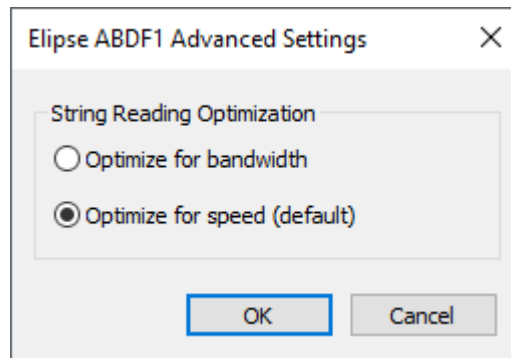 Elipse ABDF1 Advanced Settings
String Reading Optimization
Optimize for bandwidth
Optimize for speed (default)
OK Cancel